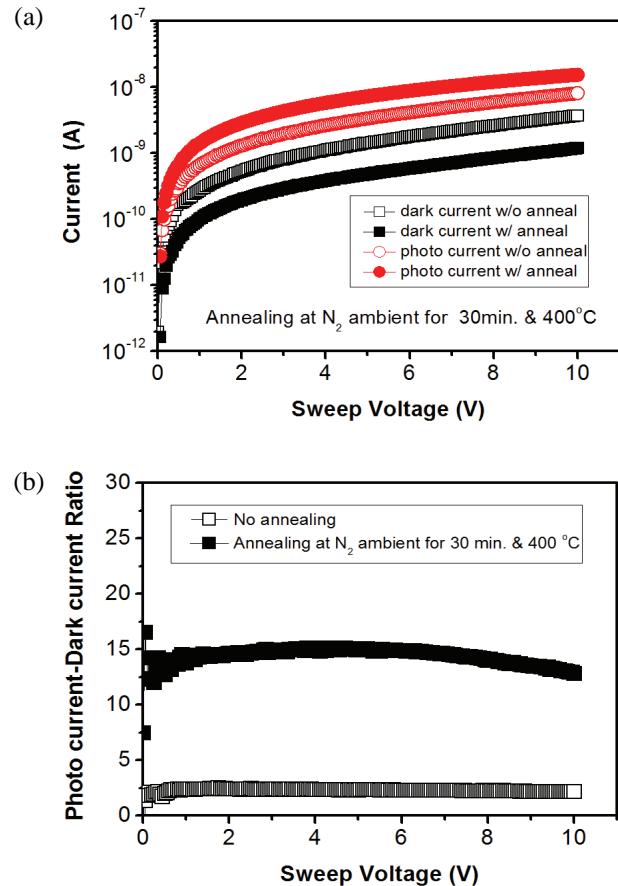 (a)
10⁻⁷
10⁻⁸
10⁻⁹
10⁻¹⁰
10⁻¹¹
10⁻¹²
Current (A)
dark current w/o anneal
dark current w/ anneal
photo current w/o anneal
photo current w/ anneal
Annealing at N₂ ambient for 30min. & 400°C
0 2 4 6 8 10
Sweep Voltage (V)
(b)
30
25
20
15
10
5
0
Photo current-Dark current Ratio
No annealing
Annealing at N₂ ambient for 30 min. & 400 °C
0 2 4 6 8 10
Sweep Voltage (V)